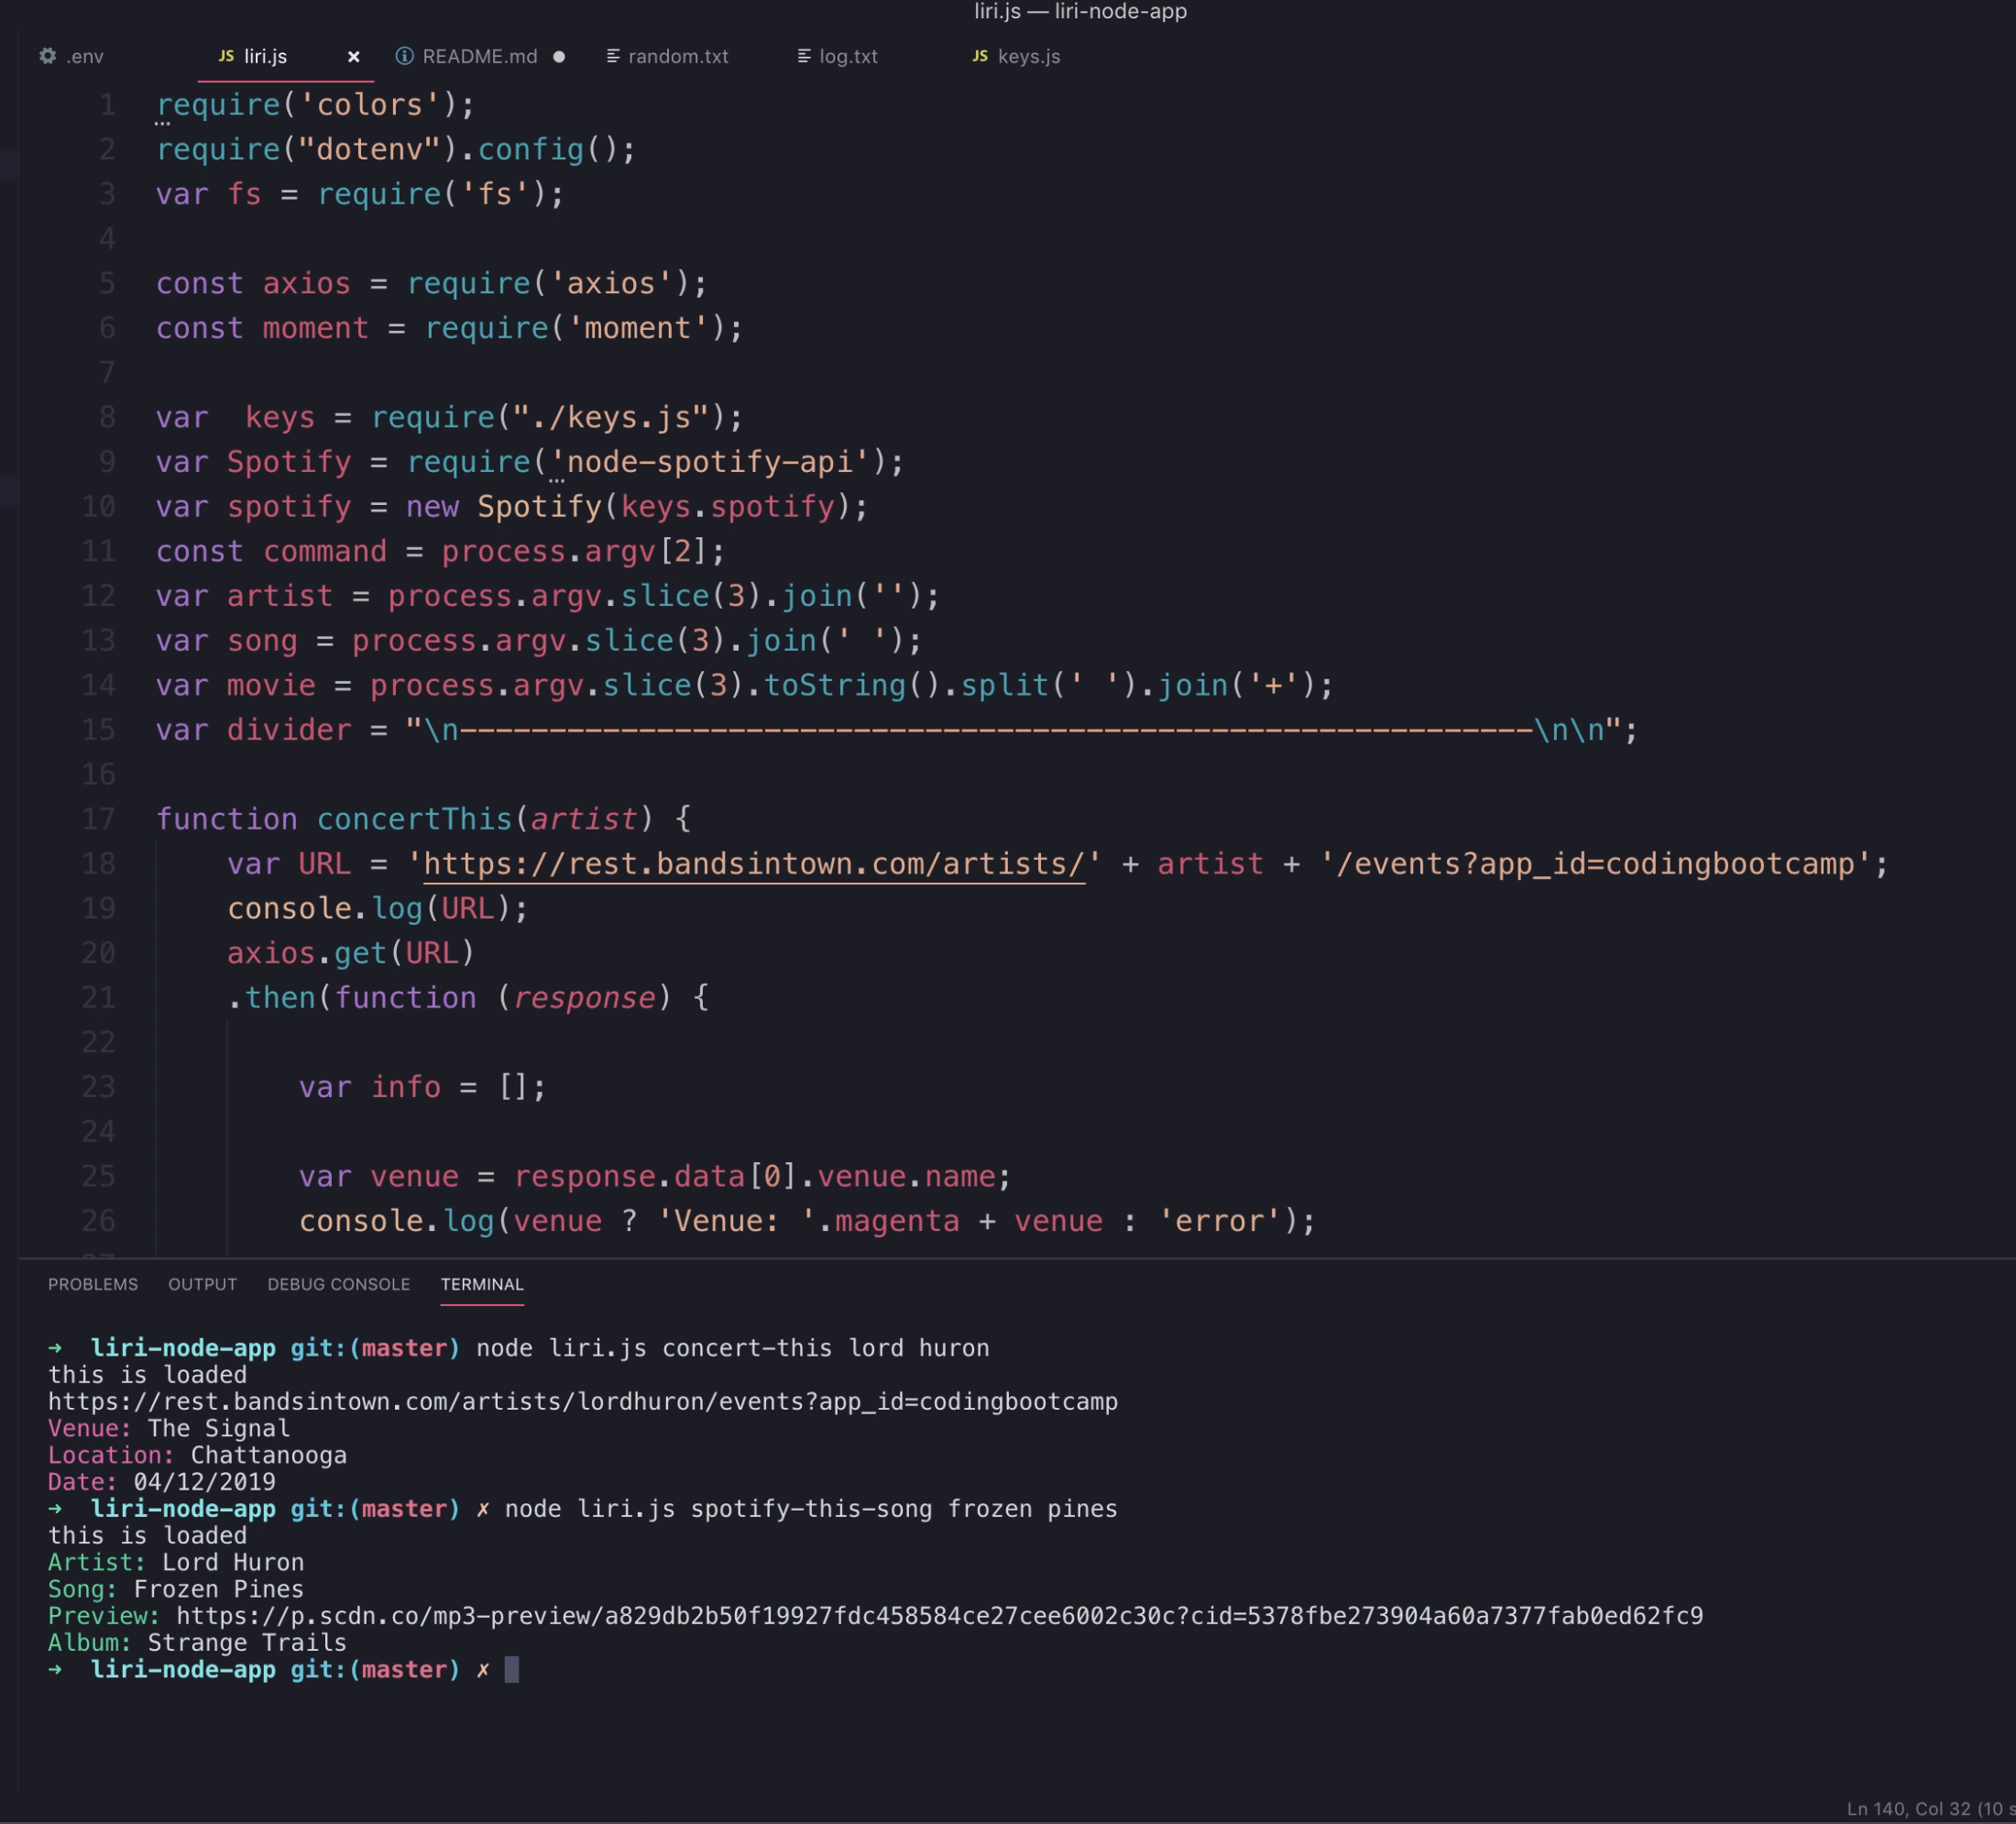 liri.js — liri-node-app
.env
JS liri.js ×
README.md
random.txt
log.txt
JS keys.js
1 require('colors');
2 require("dotenv").config();
3 var fs = require('fs');
4
5 const axios = require('axios');
6 const moment = require('moment');
7
8 var  keys = require("./keys.js");
9 var Spotify = require('node-spotify-api');
10 var spotify = new Spotify(keys.spotify);
11 const command = process.argv[2];
12 var artist = process.argv.slice(3).join('');
13 var song = process.argv.slice(3).join(' ');
14 var movie = process.argv.slice(3).toString().split(' ').join('+');
15 var divider = "\n------------------------------------------------------------\n\n";
16
17 function concertThis(artist) {
18     var URL = 'https://rest.bandsintown.com/artists/' + artist + '/events?app_id=codingbootcamp';
19     console.log(URL);
20     axios.get(URL)
21     .then(function (response) {
22
23         var info = [];
24
25         var venue = response.data[0].venue.name;
26         console.log(venue ? 'Venue: '.magenta + venue : 'error');
27
PROBLEMS OUTPUT DEBUG CONSOLE TERMINAL
➜  liri-node-app git:(master) node liri.js concert-this lord huron
this is loaded
https://rest.bandsintown.com/artists/lordhuron/events?app_id=codingbootcamp
Venue: The Signal
Location: Chattanooga
Date: 04/12/2019
➜  liri-node-app git:(master) ✗ node liri.js spotify-this-song frozen pines
this is loaded
Artist: Lord Huron
Song: Frozen Pines
Preview: https://p.scdn.co/mp3-preview/a829db2b50f19927fdc458584ce27cee6002c30c?cid=5378fbe273904a60a7377fab0ed62fc9
Album: Strange Trails
➜  liri-node-app git:(master) ✗
Ln 140, Col 32 (10 s